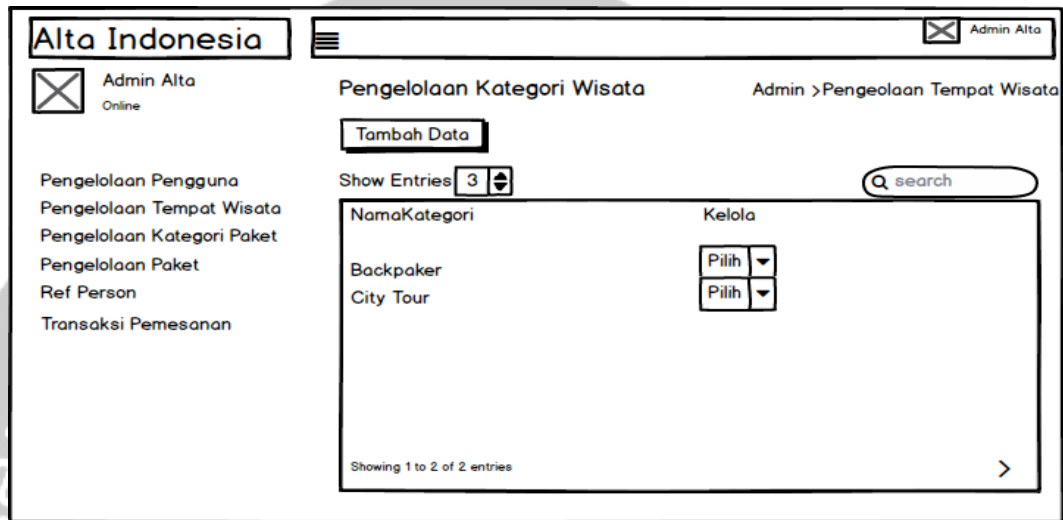 Alta Indonesia
Admin Alta
Admin Alta
Online
Pengelolaan Kategori Wisata
Admin >Pengeolaan Tempat Wisata
Tambah Data
Pengelolaan Pengguna
Pengelolaan Tempat Wisata
Pengelolaan Kategori Paket
Pengelolaan Paket
Ref Person
Transaksi Pemesanan
Show Entries 3
search
NamaKategori Kelola
Backpaker Pilih
City Tour Pilih
Showing 1 to 2 of 2 entries